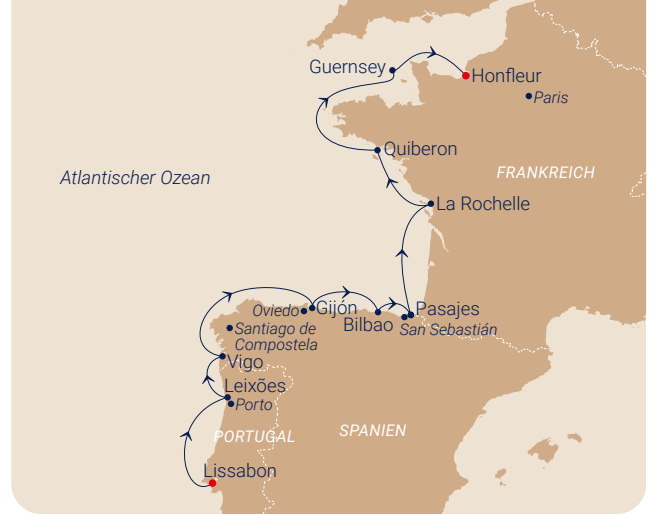 Guernsey
Honfleur
Paris
Quiberon
Atlantischer Ozean
FRANKREICH
La Rochelle
Oviedo
Gijón
Pasajes
Bilbao
San Sebastián
Santiago de
Compostela
Vigo
Leixões
Porto
PORTUGAL
SPANIEN
Lissabon